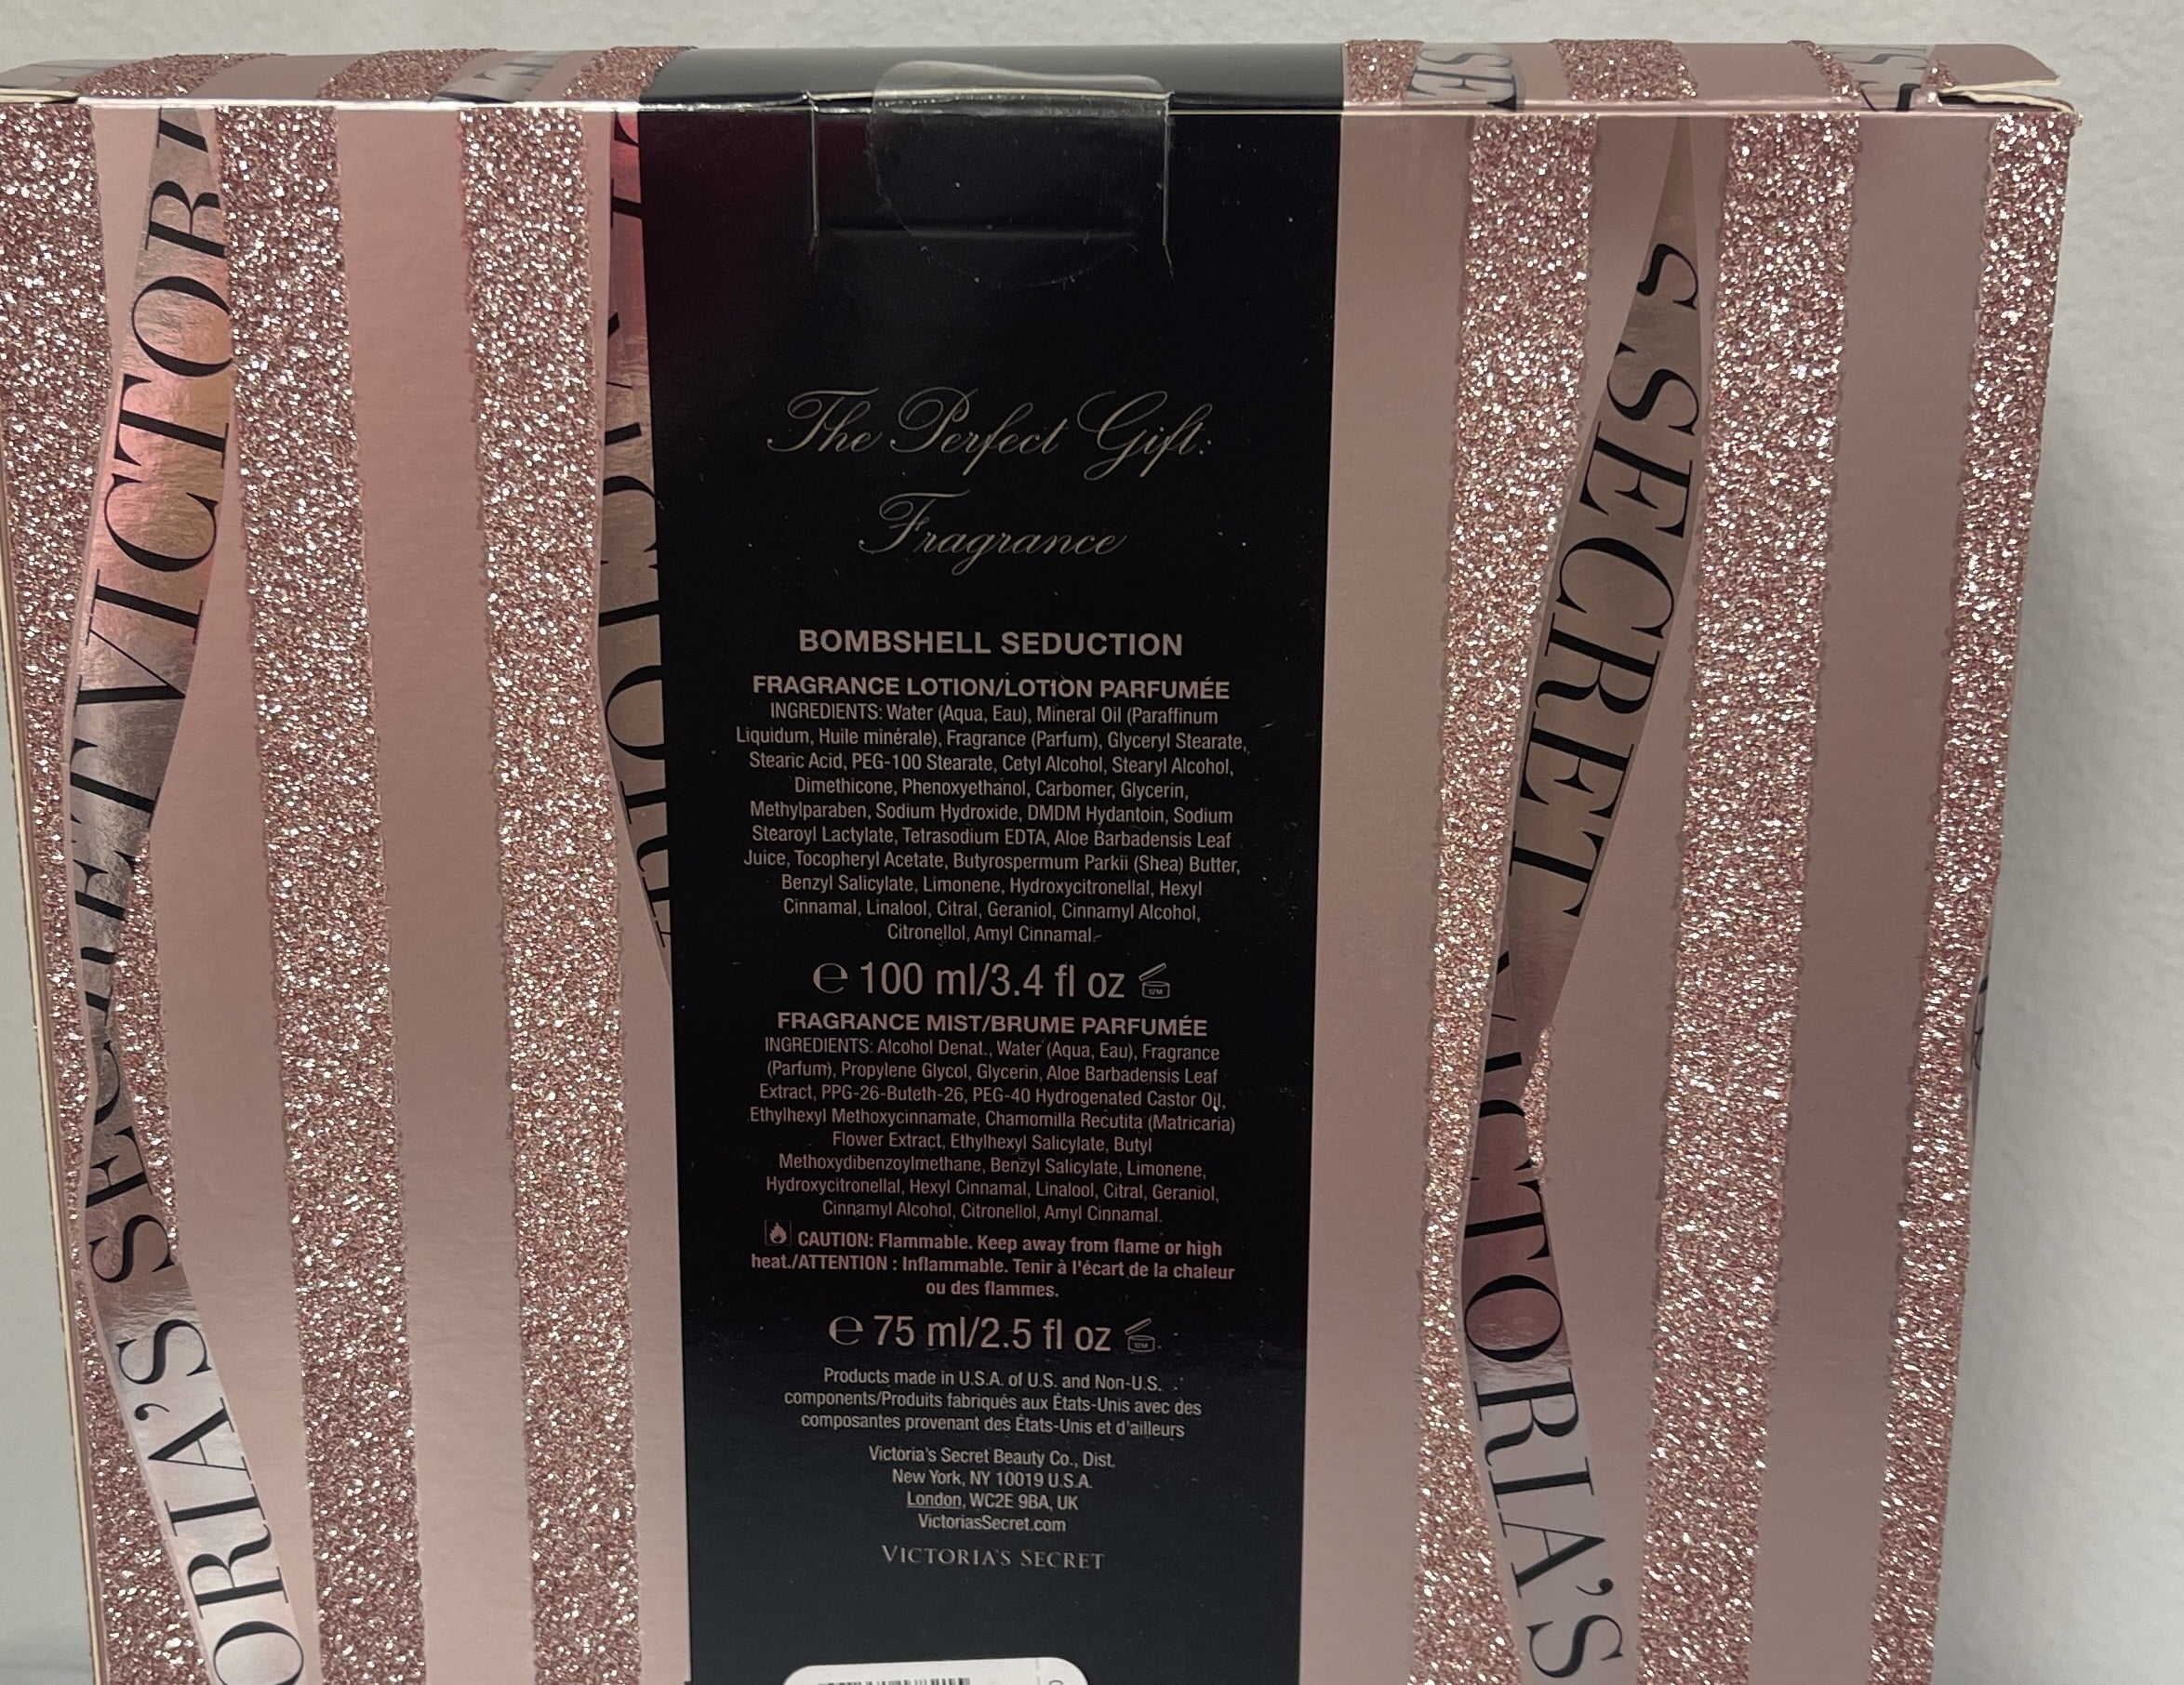 The Perfect Gift:
Fragrance
BOMBSHELL SEDUCTION
FRAGRANCE LOTION/LOTION PARFUMÉE
INGREDIENTS: Water (Aqua, Eau), Mineral Oil (Paraffinum
Liquidum, Huile minérale), Fragrance (Parfum), Glyceryl Stearate,
Stearic Acid, PEG-100 Stearate, Cetyl Alcohol, Stearyl Alcohol,
Dimethicone, Phenoxyethanol, Carbomer, Glycerin,
Methylparaben, Sodium Hydroxide, DMDM Hydantoin, Sodium
Stearoyl Lactylate, Tetrasodium EDTA, Aloe Barbadensis Leaf
Juice, Tocopheryl Acetate, Butyrospermum Parkii (Shea) Butter,
Benzyl Salicylate, Limonene, Hydroxycitronellal, Hexyl
Cinnamal, Linalool, Citral, Geraniol, Cinnamyl Alcohol,
Citronellol, Amyl Cinnamal.
℮ 100 ml/3.4 fl oz 12M
FRAGRANCE MIST/BRUME PARFUMÉE
INGREDIENTS: Alcohol Denat., Water (Aqua, Eau), Fragrance
(Parfum), Propylene Glycol, Glycerin, Aloe Barbadensis Leaf
Extract, PPG-26-Buteth-26, PEG-40 Hydrogenated Castor Oil,
Ethylhexyl Methoxycinnamate, Chamomilla Recutita (Matricaria)
Flower Extract, Ethylhexyl Salicylate, Butyl
Methoxydibenzoylmethane, Benzyl Salicylate, Limonene,
Hydroxycitronellal, Hexyl Cinnamal, Linalool, Citral, Geraniol,
Cinnamyl Alcohol, Citronellol, Amyl Cinnamal.
CAUTION: Flammable. Keep away from flame or high
heat./ATTENTION : Inflammable. Tenir à l'écart de la chaleur
ou des flammes.
℮ 75 ml/2.5 fl oz 12M
Products made in U.S.A. of U.S. and Non-U.S.
components/Produits fabriqués aux États-Unis avec des
composantes provenant des États-Unis et d'ailleurs
Victoria's Secret Beauty Co., Dist.
New York, NY 10019 U.S.A.
London, WC2E 9BA, UK
VictoriasSecret.com
VICTORIA'S SECRET
ORIA'S SECRET VICTORI
S SECRET VICTORIA'S